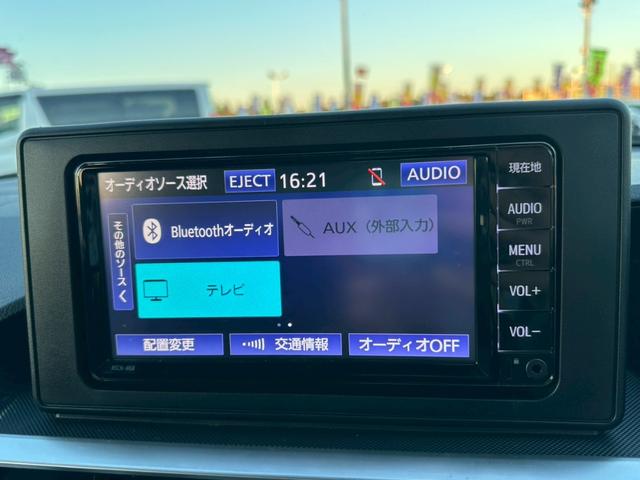 オーディオソース選択 EJECT 16:21 AUDIO
その他のソース
Bluetoothオーディオ
AUX (外部入力)
テレビ
配置変更 交通情報 オーディオOFF
現在地
AUDIO
PWR
MENU
CTRL
VOL+
VOL-